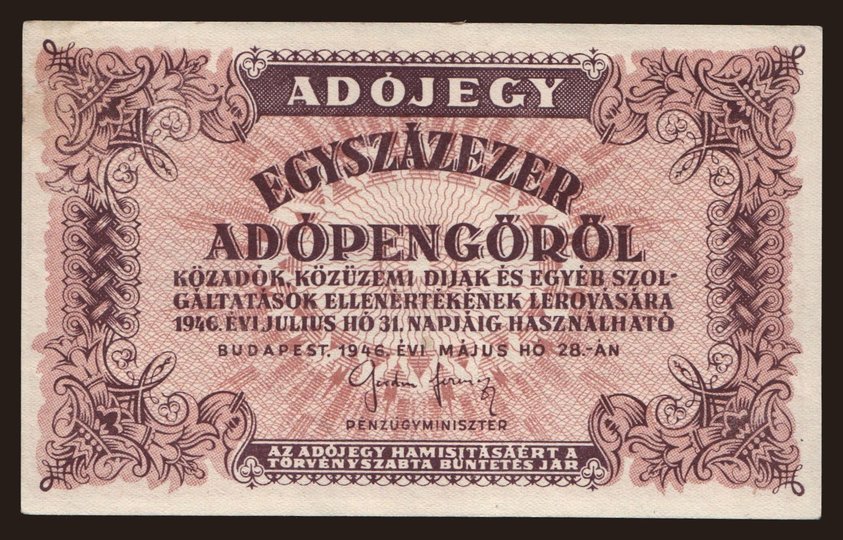 ADÓJEGY
EGYSZÁZEZER
ADÓPENGŐRŐL
KÖZADÓK, KÖZÜZEMI DIJAK ÉS EGYÉB SZOL-
GÁLTATÁSOK ELLENÉRTÉKÉNEK LEROVÁSÁRA
1946. ÉVI JULIUS HÓ 31. NAPJÁIG HASZNÁLHATÓ
BUDAPEST, 1946. ÉVI MÁJUS HÓ 28.-ÁN
PÉNZÜGYMINISZTER
AZ ADÓJEGY HAMISITÁSÁÉRT A
TÖRVÉNYSZABTA BÜNTETÉS JÁR